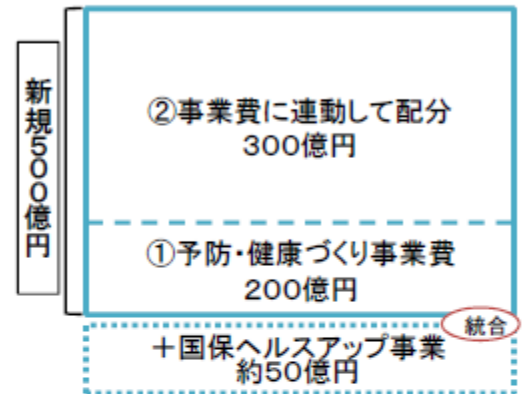 新規500億円
②事業費に連動して配分
300億円
①予防・健康づくり事業費
200億円
統合
＋国保ヘルスアップ事業
約50億円